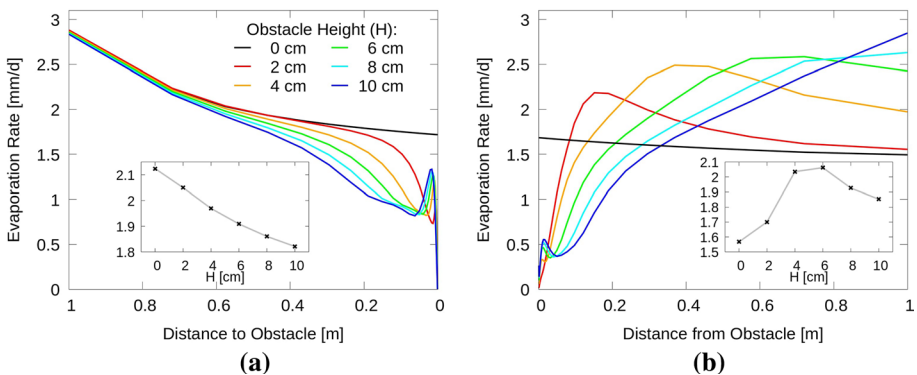 3
2.5
2
1.5
1
0.5
0
Evaporation Rate [mm/d]
Obstacle Height (H):
0 cm 6 cm
2 cm 8 cm
4 cm 10 cm
2.1
2
1.9
1.8
0 2 4 6 8 10
H [cm]
1 0.8 0.6 0.4 0.2 0
Distance to Obstacle [m]
(a)
3
2.5
2
1.5
1
0.5
0
Evaporation Rate [mm/d]
2.1
2
1.9
1.8
1.7
1.6
1.5
0 2 4 6 8 10
H [cm]
0 0.2 0.4 0.6 0.8 1
Distance from Obstacle [m]
(b)